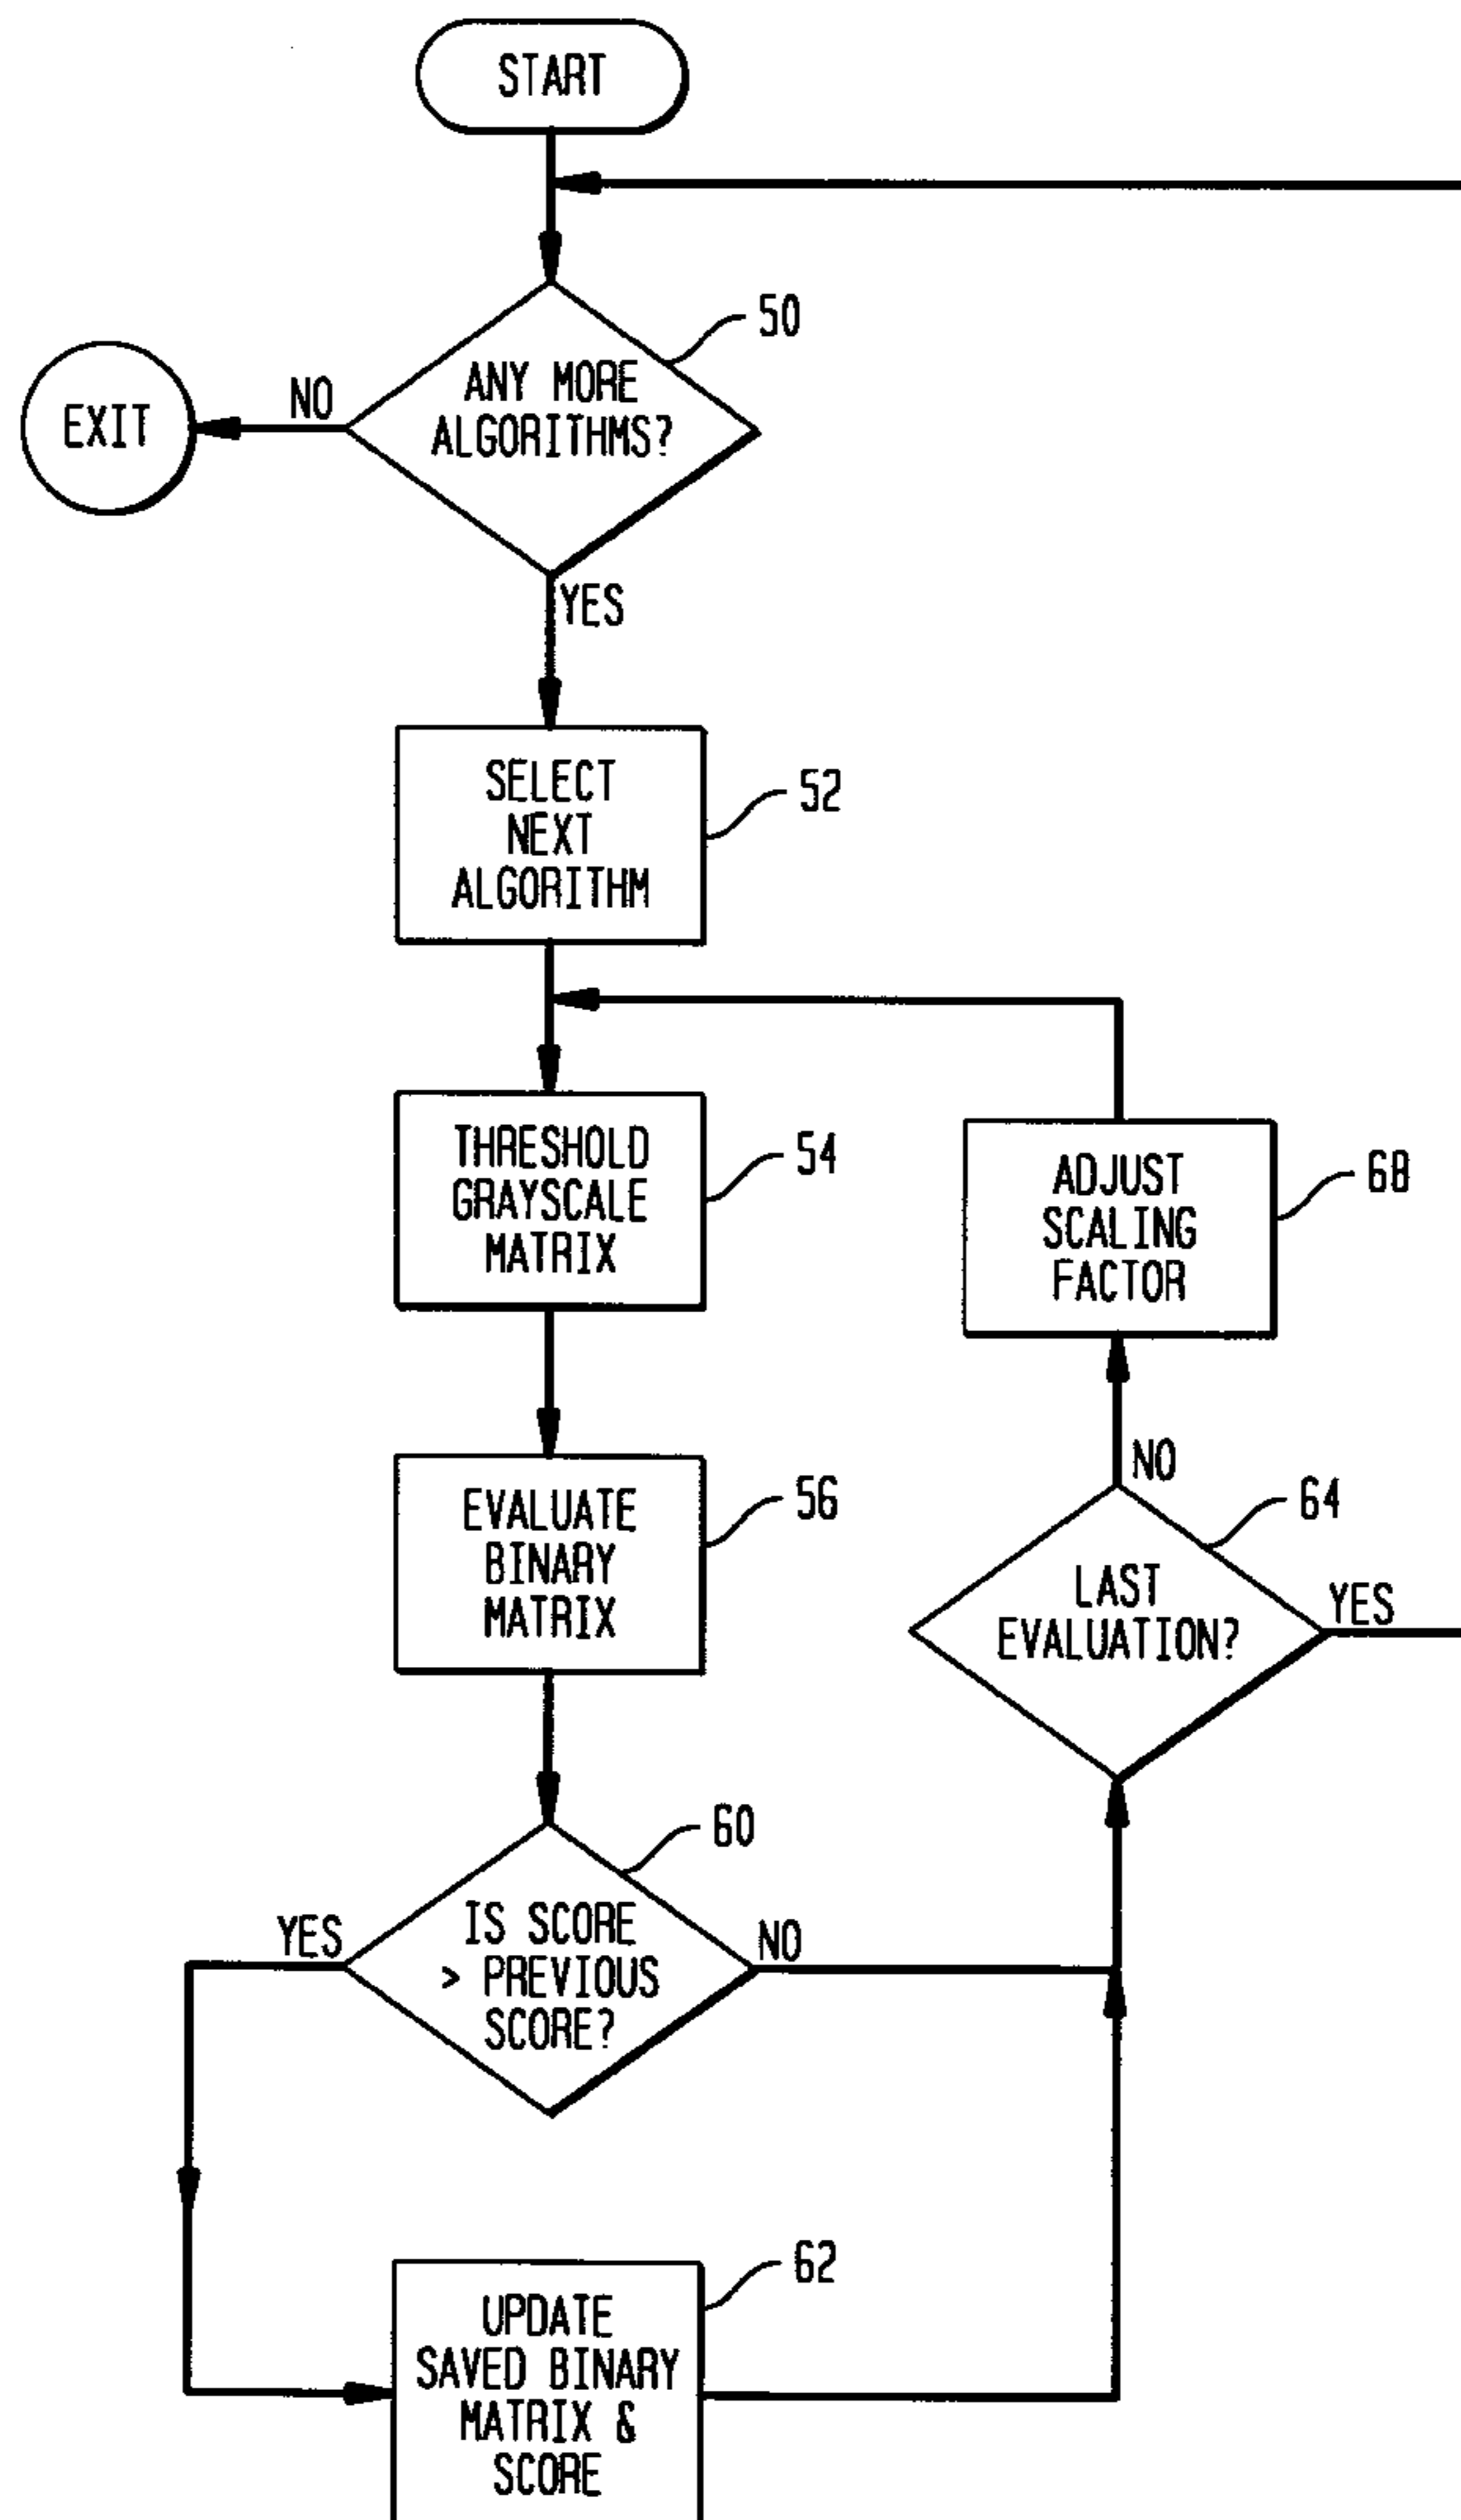 START
50
ANY MORE
ALGORITHMS?
NO
EXIT
YES
SELECT
NEXT
ALGORITHM
52
THRESHOLD
GRAYSCALE
MATRIX
54
ADJUST
SCALING
FACTOR
68
EVALUATE
BINARY
MATRIX
56
NO
64
LAST
EVALUATION?
YES
60
IS SCORE
> PREVIOUS
SCORE?
YES
NO
62
UPDATE
SAVED BINARY
MATRIX &
SCORE